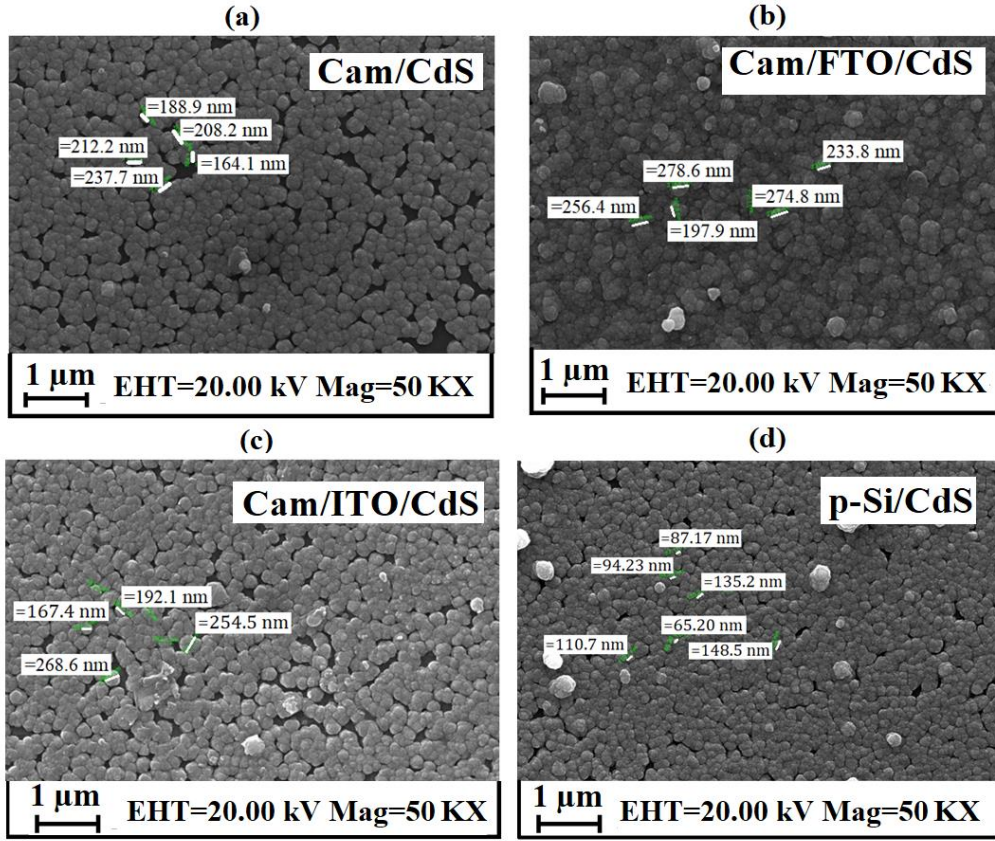 (a)
Cam/CdS
=188.9 nm
=208.2 nm
=212.2 nm
=164.1 nm
=237.7 nm
1 µm
EHT=20.00 kV Mag=50 KX
(b)
Cam/FTO/CdS
233.8 nm
=278.6 nm
=274.8 nm
=256.4 nm
=197.9 nm
1 µm
EHT=20.00 kV Mag=50 KX
(c)
Cam/ITO/CdS
=167.4 nm
=192.1 nm
=254.5 nm
=268.6 nm
1 µm
EHT=20.00 kV Mag=50 KX
(d)
p-Si/CdS
=87.17 nm
=94.23 nm
=135.2 nm
=65.20 nm
=110.7 nm
=148.5 nm
1 µm
EHT=20.00 kV Mag=50 KX